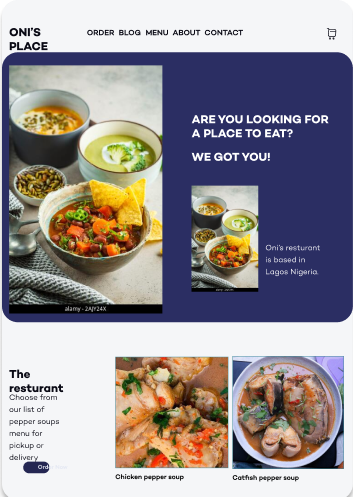 ONI'S
PLACE
ORDER BLOG MENU ABOUT CONTACT
ARE YOU LOOKING FOR
A PLACE TO EAT?
WE GOT YOU!
Oni's resturant
is based in
Lagos Nigeria.
alamy - 2AJY24X
The
resturant
Choose from
our list of
pepper soups
menu for
pickup or
delivery
Chicken pepper soup
Catfish pepper soup